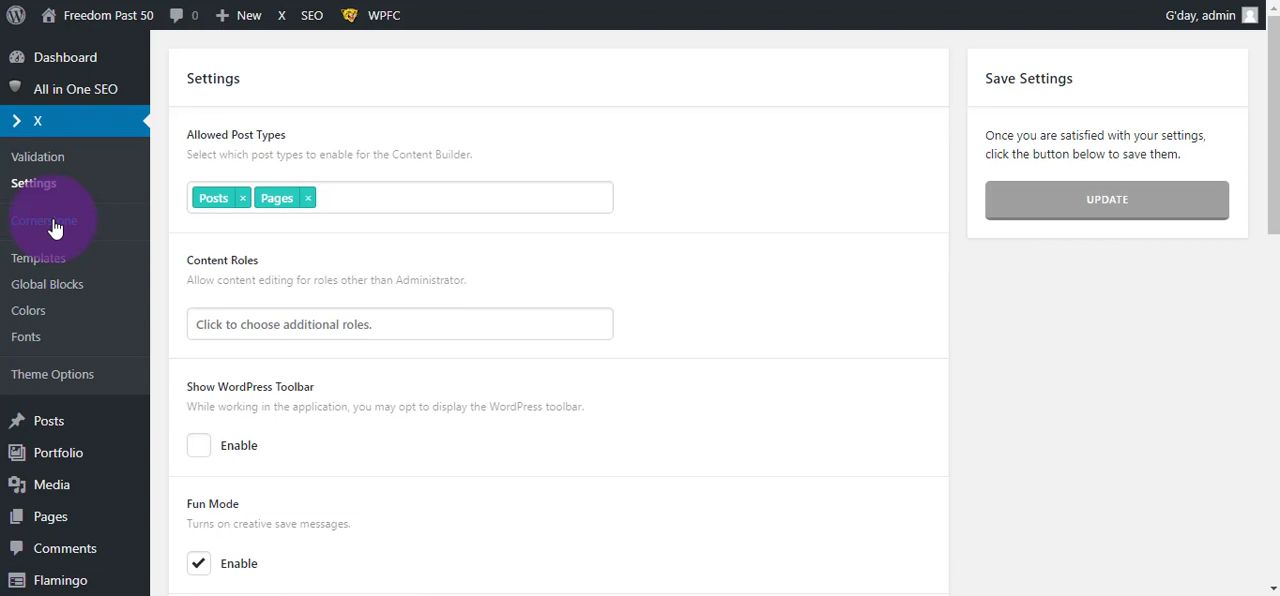 Freedom Past 50 0 New X SEO WPFC G'day, admin
Dashboard
All in One SEO
X
Validation
Settings
Cornerstone
Templates
Global Blocks
Colors
Fonts
Theme Options
Posts
Portfolio
Media
Pages
Comments
Flamingo
Settings
Allowed Post Types
Select which post types to enable for the Content Builder.
Posts × Pages ×
Content Roles
Allow content editing for roles other than Administrator.
Click to choose additional roles.
Show WordPress Toolbar
While working in the application, you may opt to display the WordPress toolbar.
Enable
Fun Mode
Turns on creative save messages.
Enable
Save Settings
Once you are satisfied with your settings,
click the button below to save them.
UPDATE